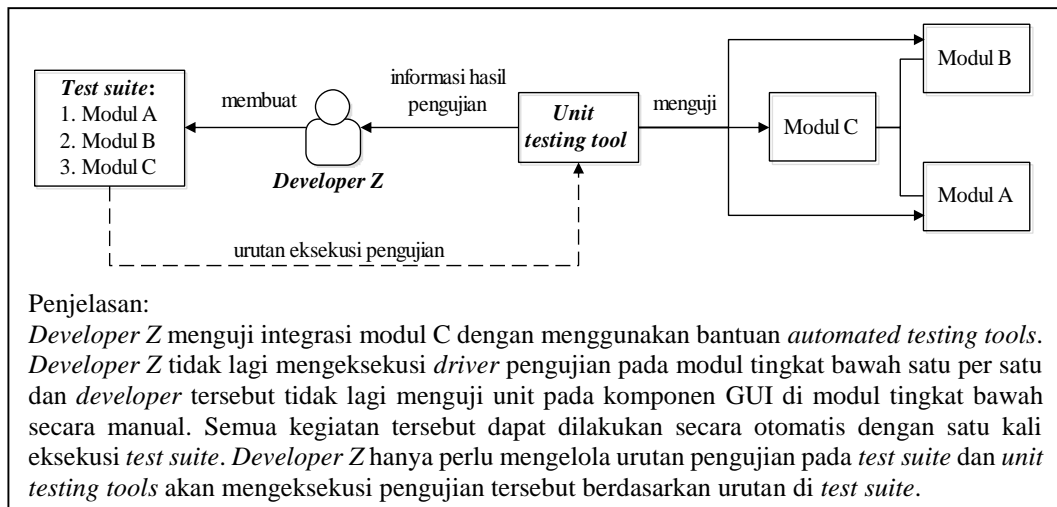 Test suite:
1. Modul A
2. Modul B
3. Modul C
membuat
Developer Z
informasi hasil
pengujian
Unit
testing tool
menguji
Modul B
Modul C
Modul A
urutan eksekusi pengujian
Penjelasan:
Developer Z menguji integrasi modul C dengan menggunakan bantuan automated testing tools.
Developer Z tidak lagi mengeksekusi driver pengujian pada modul tingkat bawah satu per satu
dan developer tersebut tidak lagi menguji unit pada komponen GUI di modul tingkat bawah
secara manual. Semua kegiatan tersebut dapat dilakukan secara otomatis dengan satu kali
eksekusi test suite. Developer Z hanya perlu mengelola urutan pengujian pada test suite dan unit
testing tools akan mengeksekusi pengujian tersebut berdasarkan urutan di test suite.